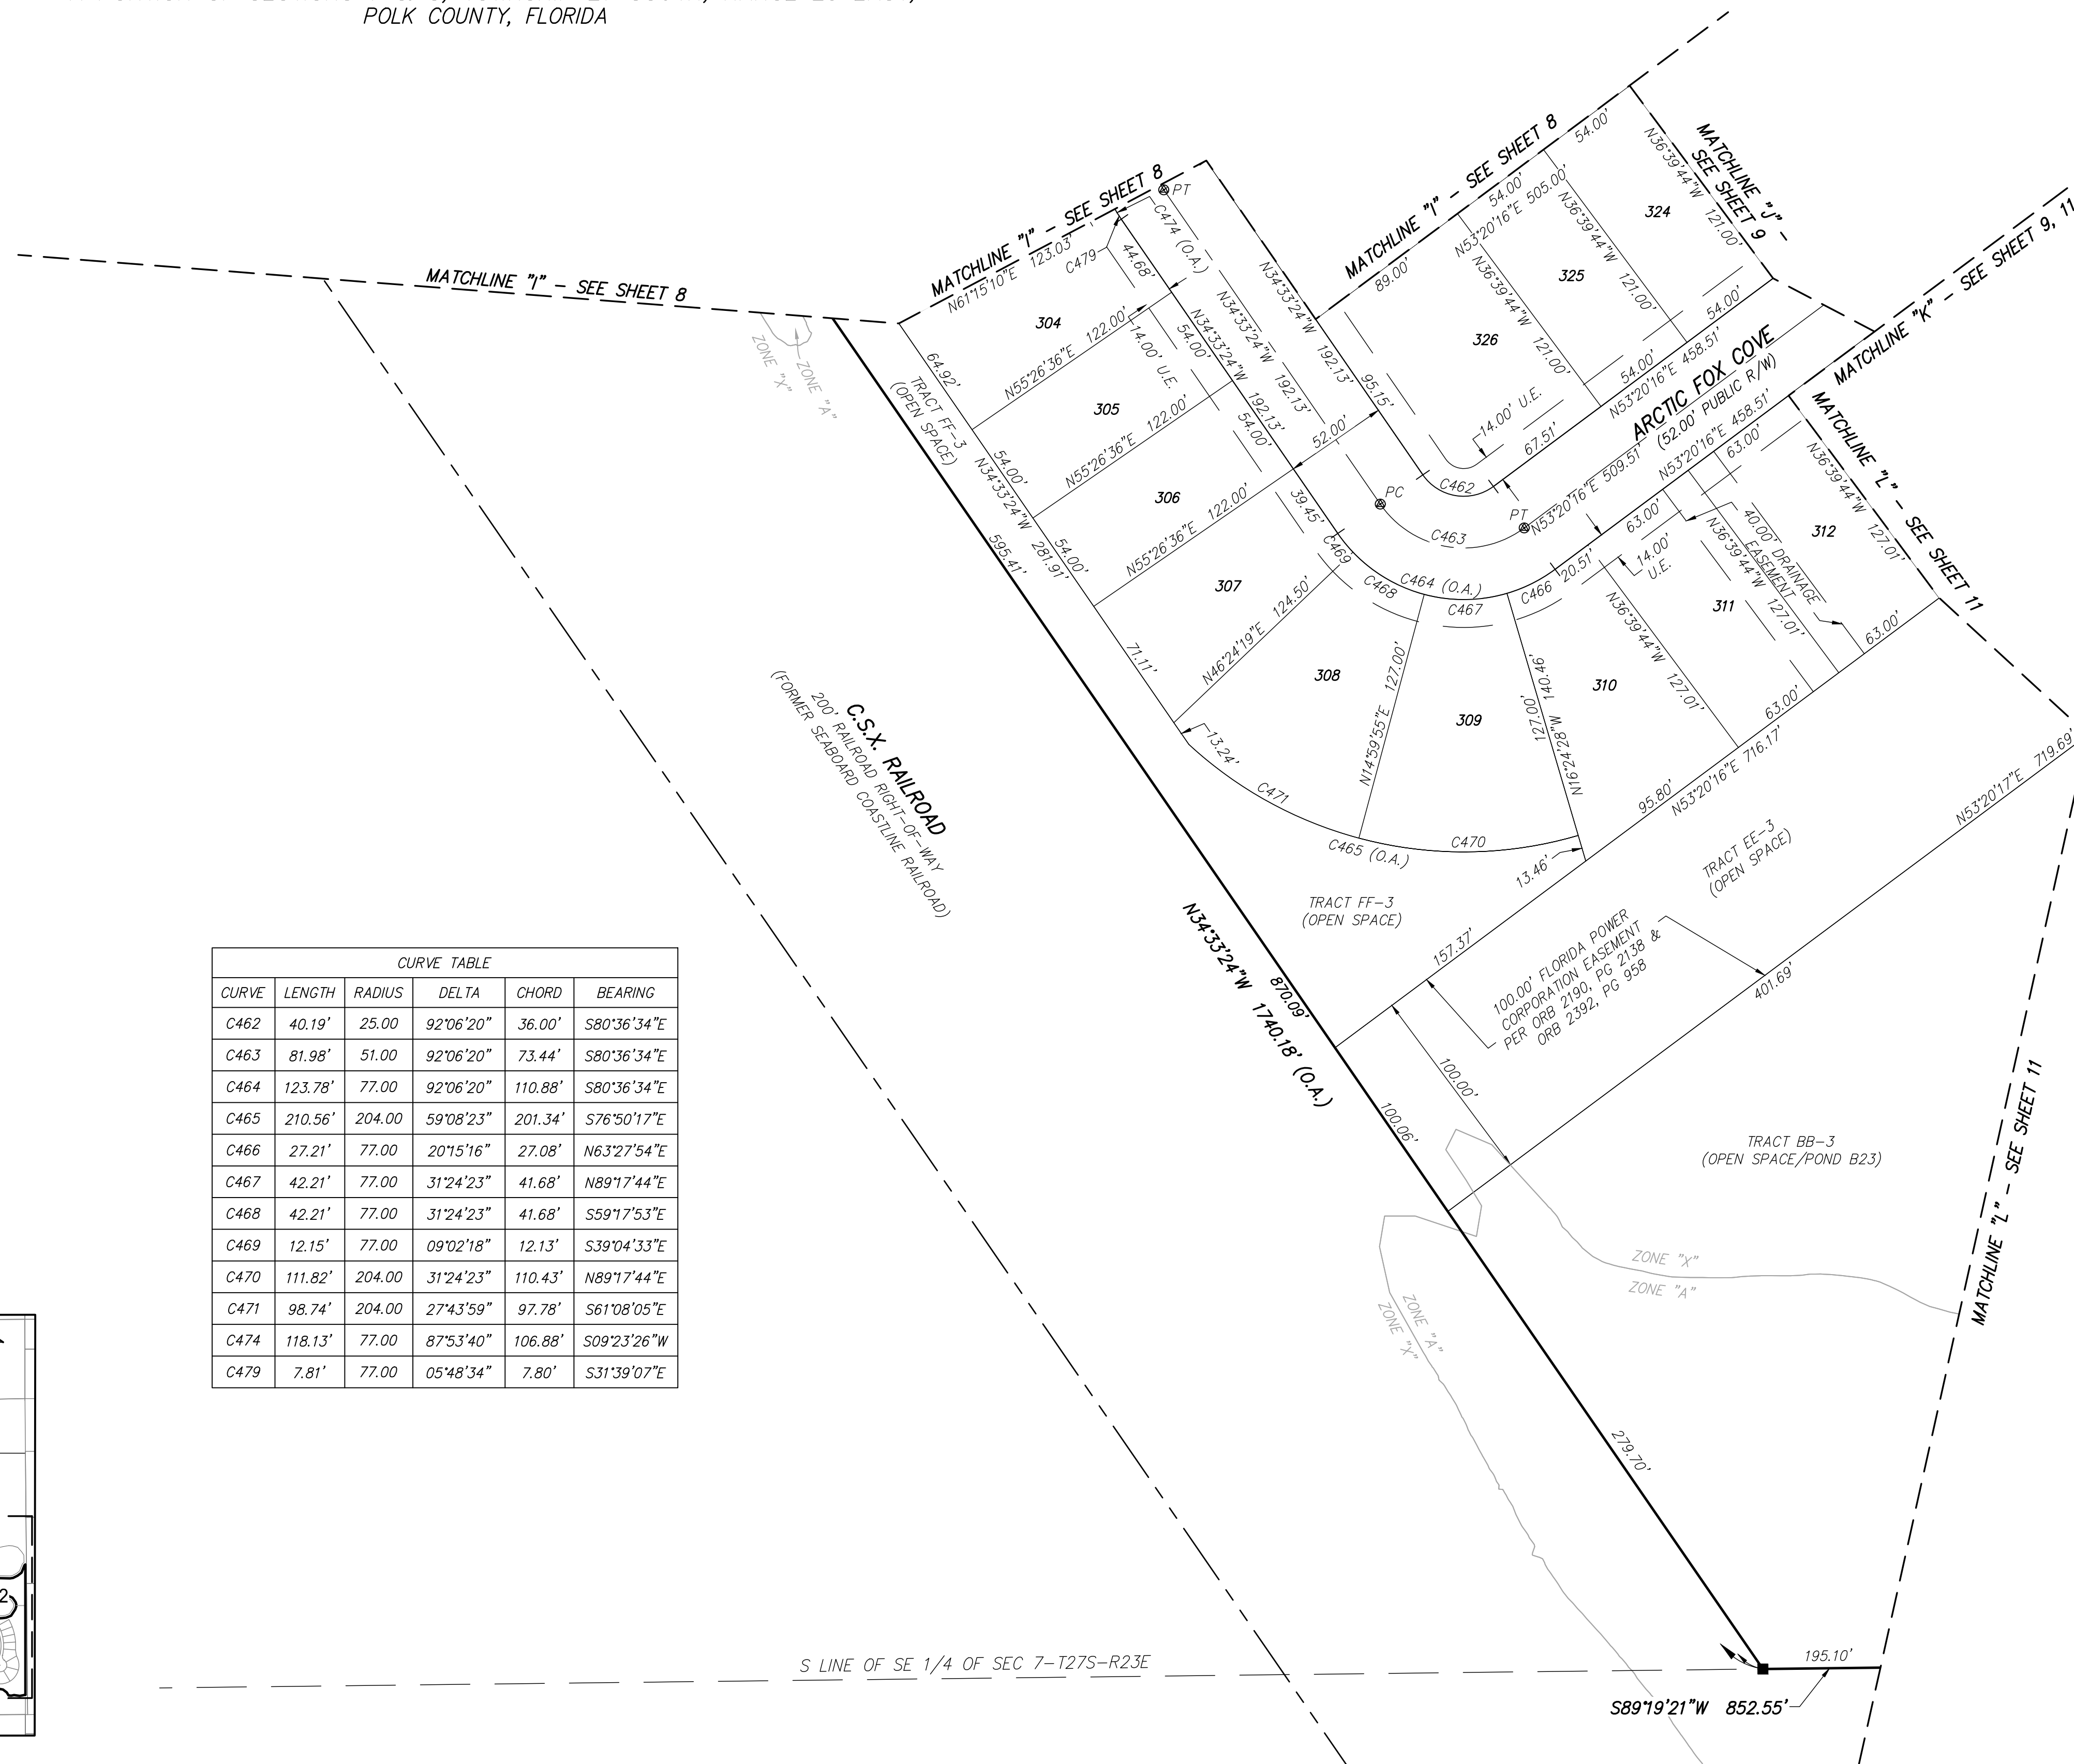 POLK COUNTY, FLORIDA
MATCHLINE "I" - SEE SHEET 8
MATCHLINE "I" - SEE SHEET 8
N61°15'10"E 123.03'
MATCHLINE "I" - SEE SHEET 8
MATCHLINE "J" -
SEE SHEET 9
MATCHLINE "K" - SEE SHEET 9, 11
MATCHLINE "L" - SEE SHEET 11
MATCHLINE "L" - SEE SHEET 11
ZONE "X"
ZONE "A"
PT
C474 (O.A.)
C479
44.68'
304
N55°26'36"E 122.00'
14.00' U.E.
64.92'
TRACT FF-3
(OPEN SPACE)
305
N55°26'36"E 122.00'
54.00'
N34°33'24"W 192.13'
N34°33'24"W 192.13'
N34°33'24"W 192.13'
54.00'
54.00'
N34°33'24"W 281.91'
306
N55°26'36"E 122.00'
52.00'
39.45'
54.00'
595.41'
307
N46°24'19"E 124.50'
71.11'
13.24'
308
N14°59'55"E 127.00'
309
127.00'
N16°24'28"W 140.46'
310
N36°39'44"W 127.01'
311
N36°39'44"W 127.01'
312
N36°39'44"W 127.01'
40.00' DRAINAGE
EASEMENT
14.00'
U.E.
63.00'
63.00'
63.00'
63.00'
20.51'
95.80'
N53°20'16"E 716.17'
N53°20'17"E 719.69'
89.00'
54.00'
54.00'
N53°20'16"E 505.00'
324
325
326
N36°39'44"W 121.00'
N36°39'44"W 121.00'
N36°39'44"W 121.00'
54.00'
54.00'
N53°20'16"E 458.51'
95.15'
14.00' U.E.
67.51'
ARCTIC FOX COVE
(52.00' PUBLIC R/W)
N53°20'16"E 458.51'
N53°20'16"E 509.51'
PC
PT
C462
C463
C464 (O.A.)
C466
C467
C468
C469
C470
C471
C465 (O.A.)
13.46'
TRACT FF-3
(OPEN SPACE)
TRACT EE-3
(OPEN SPACE)
157.37'
100.00' FLORIDA POWER
CORPORATION EASEMENT
PER ORB 2190, PG 2138 &
ORB 2392, PG 958
401.69'
100.00'
100.06'
C.S.X. RAILROAD
200' RAILROAD RIGHT-OF-WAY
(FORMER SEABOARD COASTLINE RAILROAD)
870.09'
N34°33'24"W 1740.18' (O.A.)
TRACT BB-3
(OPEN SPACE/POND B23)
ZONE "X"
ZONE "A"
ZONE "A"
ZONE "X"
279.70'
195.10'
S89°19'21"W 852.55'
S LINE OF SE 1/4 OF SEC 7-T27S-R23E
CURVE TABLE
CURVE LENGTH RADIUS DELTA CHORD BEARING
C462 40.19' 25.00 92°06'20" 36.00' S80°36'34"E
C463 81.98' 51.00 92°06'20" 73.44' S80°36'34"E
C464 123.78' 77.00 92°06'20" 110.88' S80°36'34"E
C465 210.56' 204.00 59°08'23" 201.34' S76°50'17"E
C466 27.21' 77.00 20°15'16" 27.08' N63°27'54"E
C467 42.21' 77.00 31°24'23" 41.68' N89°17'44"E
C468 42.21' 77.00 31°24'23" 41.68' S59°17'53"E
C469 12.15' 77.00 09°02'18" 12.13' S39°04'33"E
C470 111.82' 204.00 31°24'23" 110.43' N89°17'44"E
C471 98.74' 204.00 27°43'59" 97.78' S61°08'05"E
C474 118.13' 77.00 87°53'40" 106.88' S09°23'26"W
C479 7.81' 77.00 05°48'34" 7.80' S31°39'07"E
2